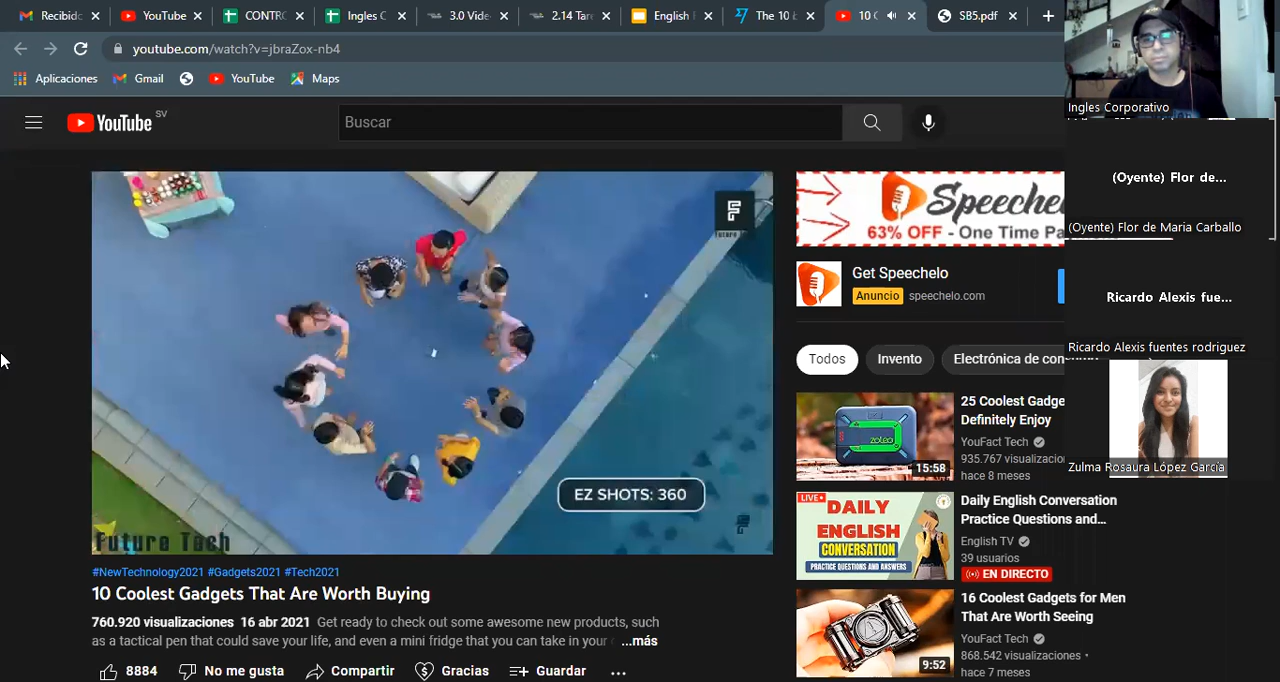 Recibidc
YouTube
CONTRC
Ingles C
3.0 Vide
2.14 Tar
English
The 10 i
10 C
SB5.pdf
youtube.com/watch?v=jbraZox-nb4
Aplicaciones
Gmail
YouTube
Maps
YouTube SV
Buscar
Future Tech
EZ SHOTS: 360
Future Tech
#NewTechnology2021 #Gadgets2021 #Tech2021
10 Coolest Gadgets That Are Worth Buying
760.920 visualizaciones 16 abr 2021 Get ready to check out some awesome new products, such
as a tactical pen that could save your life, and even a mini fridge that you can take in your ...más
8884 No me gusta Compartir Gracias Guardar
Speechelo
63% OFF - One Time Pa
Get Speechelo
Anuncio speechelo.com
Todos
Invento
Electrónica de con
zoleo
15:58
25 Coolest Gadge
Definitely Enjoy
YouFact Tech
935.767 visualizacion
hace 8 meses
LIVE
DAILY
ENGLISH
CONVERSATION
PRACTICE QUESTIONS AND ANSWERS
Daily English Conversation
Practice Questions and...
English TV
39 usuarios
EN DIRECTO
9:52
16 Coolest Gadgets for Men
That Are Worth Seeing
YouFact Tech
868.542 visualizaciones •
hace 7 meses
Ingles Corporativo
(Oyente) Flor de...
(Oyente) Flor de Maria Carballo
Ricardo Alexis fue...
Ricardo Alexis fuentes rodriguez
Zulma Rosaura López García